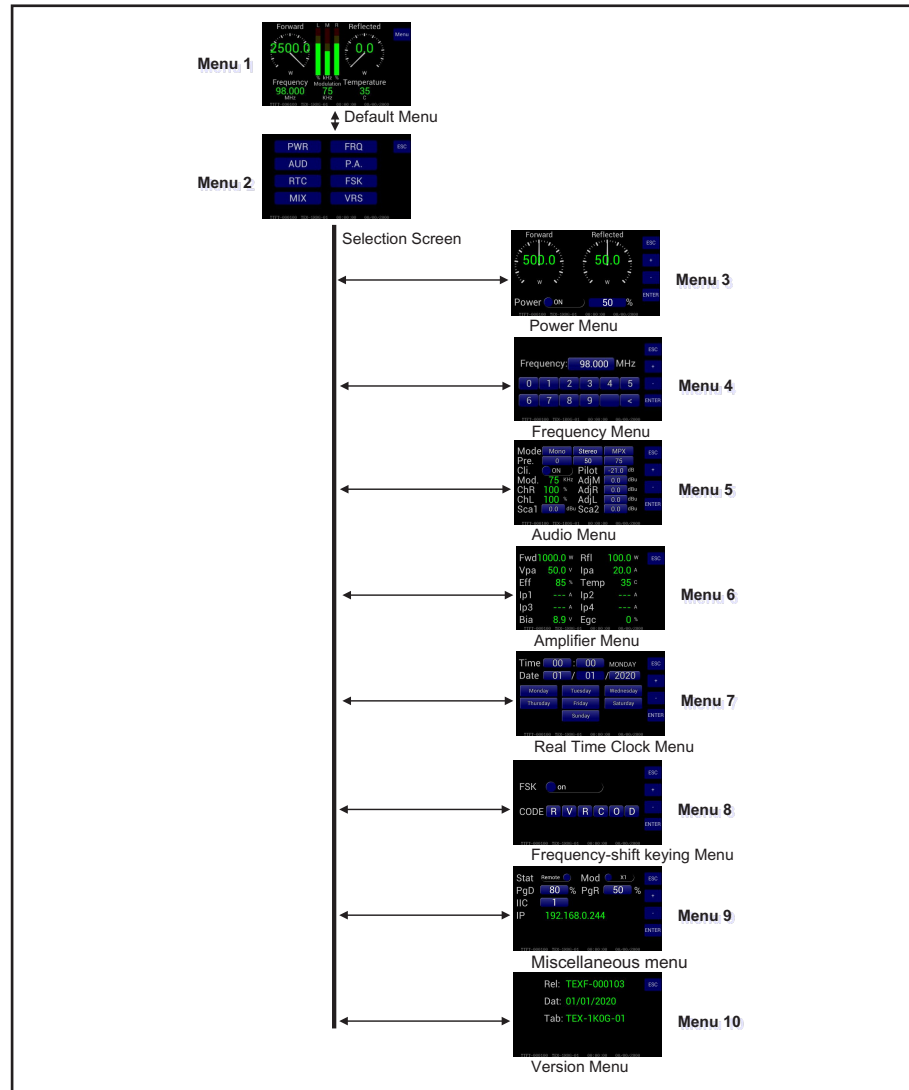 Forward L M R Reflected
Menu
2500.0 0.0
W W
% kHz %
Modulation
Frequency Temperature
98.000 75 35
MHz KHz C
Menu 1
Default Menu
PWR FRQ ESC
AUD P.A.
RTC FSK
MIX VRS
Menu 2
Selection Screen
Forward Reflected
ESC
500.0 50.0
+
W W
-
ENTER
Power ON 50 %
Menu 3
Power Menu
ESC
Frequency: 98.000 MHz
+
0 1 2 3 4 5
-
6 7 8 9 <
ENTER
Menu 4
Frequency Menu
Mode Mono Stereo MPX ESC
Pre. 0 50 75
Cli. ON Pilot -21.0 dB +
Mod. 75 KHz AdjM 0.0 dBu
ChR 100 % AdjR 0.0 dBu -
ChL 100 % AdjL 0.0 dBu ENTER
Sca1 0.0 dBu Sca2 0.0 dBu
Menu 5
Audio Menu
Fwd 1000.0 W Rfl 100.0 W ESC
Vpa 50.0 V Ipa 20.0 A
Eff 85 % Temp 35 C
Ip1 --- A Ip2 --- A
Ip3 --- A Ip4 --- A
Bia 8.9 V Egc 0 %
Menu 6
Amplifier Menu
Time 00 : 00 MONDAY ESC
Date 01 / 01 / 2020 +
Monday Tuesday Wednesday
Thursday Friday Saturday -
Sunday ENTER
Menu 7
Real Time Clock Menu
ESC
FSK on +
CODE R V R C O D -
ENTER
Menu 8
Frequency-shift keying Menu
Stat Remote Mod X1 ESC
PgD 80 % PgR 50 % +
IIC 1
IP 192.168.0.244 -
ENTER
Menu 9
Miscellaneous menu
Rel: TEXF-000103 ESC
Dat: 01/01/2020
Tab: TEX-1K0G-01
Menu 10
Version Menu